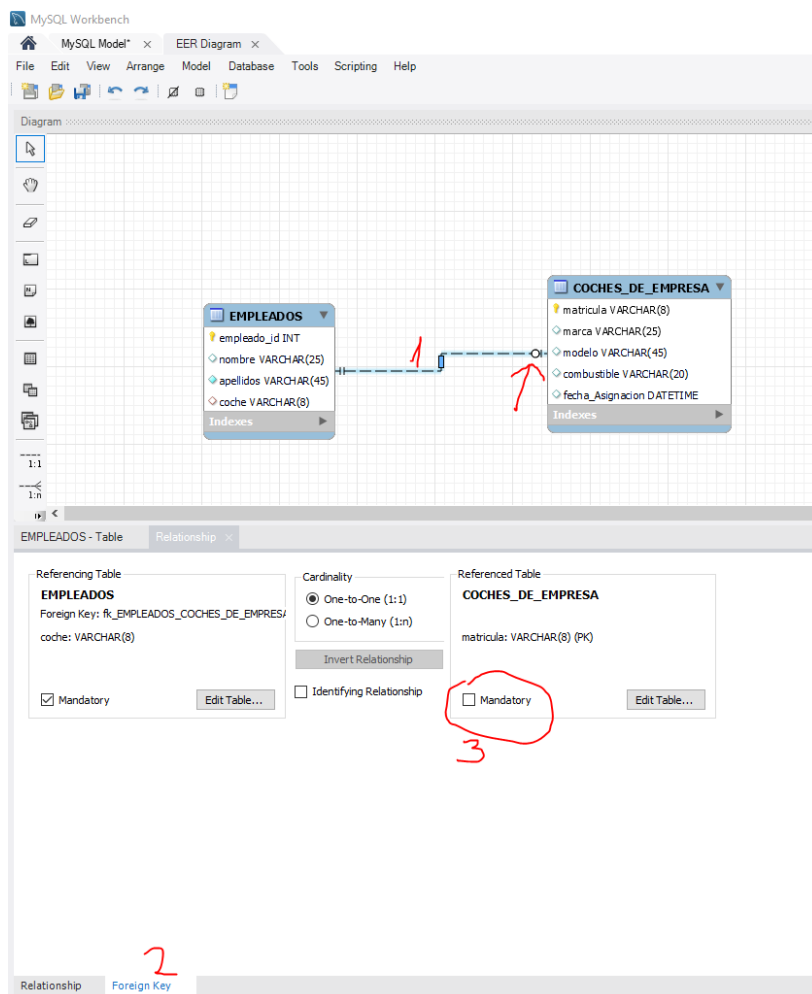 MySQL Workbench
MySQL Model* × EER Diagram ×
File Edit View Arrange Model Database Tools Scripting Help
Diagram
EMPLEADOS
empleado_id INT
nombre VARCHAR(25)
apellidos VARCHAR(45)
coche VARCHAR(8)
Indexes
1
COCHES_DE_EMPRESA
matricula VARCHAR(8)
marca VARCHAR(25)
modelo VARCHAR(45)
combustible VARCHAR(20)
fecha_Asignacion DATETIME
Indexes
1:1
1:n
EMPLEADOS - Table Relationship ×
Referencing Table
EMPLEADOS
Foreign Key: fk_EMPLEADOS_COCHES_DE_EMPRESA
coche: VARCHAR(8)
Mandatory Edit Table...
Cardinality
One-to-One (1:1)
One-to-Many (1:n)
Invert Relationship
Identifying Relationship
Referenced Table
COCHES_DE_EMPRESA
matricula: VARCHAR(8) (PK)
Mandatory Edit Table...
3
2
Relationship Foreign Key